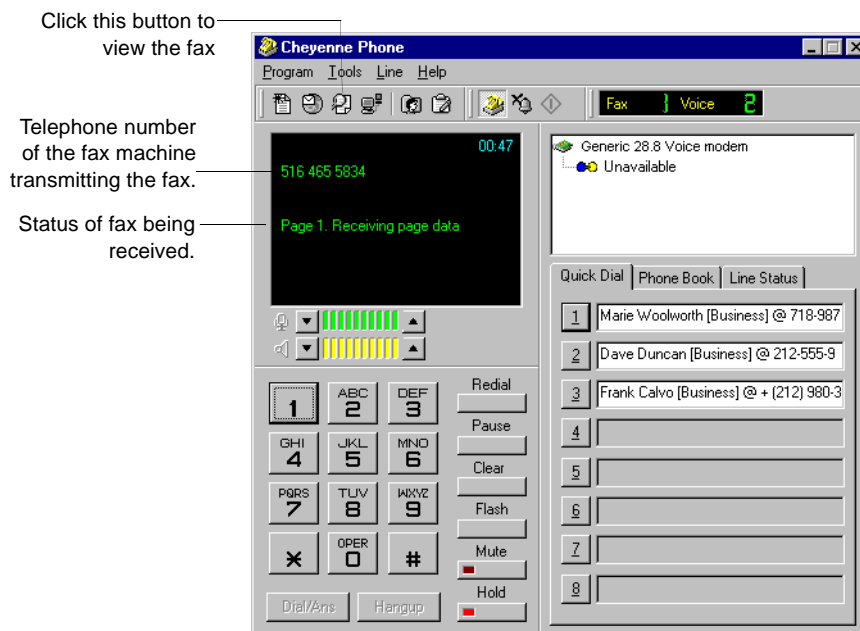 Click this button to
view the fax
Telephone number
of the fax machine
transmitting the fax.
Status of fax being
received.
Cheyenne Phone
Program Tools Line Help
Fax 1 Voice 2
00:47
516 465 5834
Page 1. Receiving page data
Generic 28.8 Voice modem
Unavailable
Quick Dial Phone Book Line Status
1 Marie Woolworth [Business] @ 718-987
2 Dave Duncan [Business] @ 212-555-9
3 Frank Calvo [Business] @ + (212) 980-3
4
5
6
7
8
1
ABC 2
DEF 3
GHI 4
JKL 5
MNO 6
PQRS 7
TUV 8
WXYZ 9
*
OPER 0
#
Redial
Pause
Clear
Flash
Mute
Hold
Dial/Ans Hangup